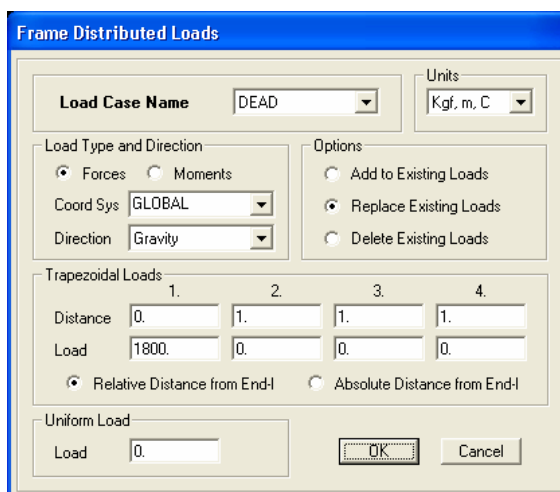 Frame Distributed Loads
Load Case Name DEAD
Units
Kgf, m, C
Load Type and Direction
Forces Moments
Coord Sys GLOBAL
Direction Gravity
Options
Add to Existing Loads
Replace Existing Loads
Delete Existing Loads
Trapezoidal Loads
1. 2. 3. 4.
Distance 0. 1. 1. 1.
Load 1800. 0. 0. 0.
Relative Distance from End-I Absolute Distance from End-I
Uniform Load
Load 0.
OK Cancel